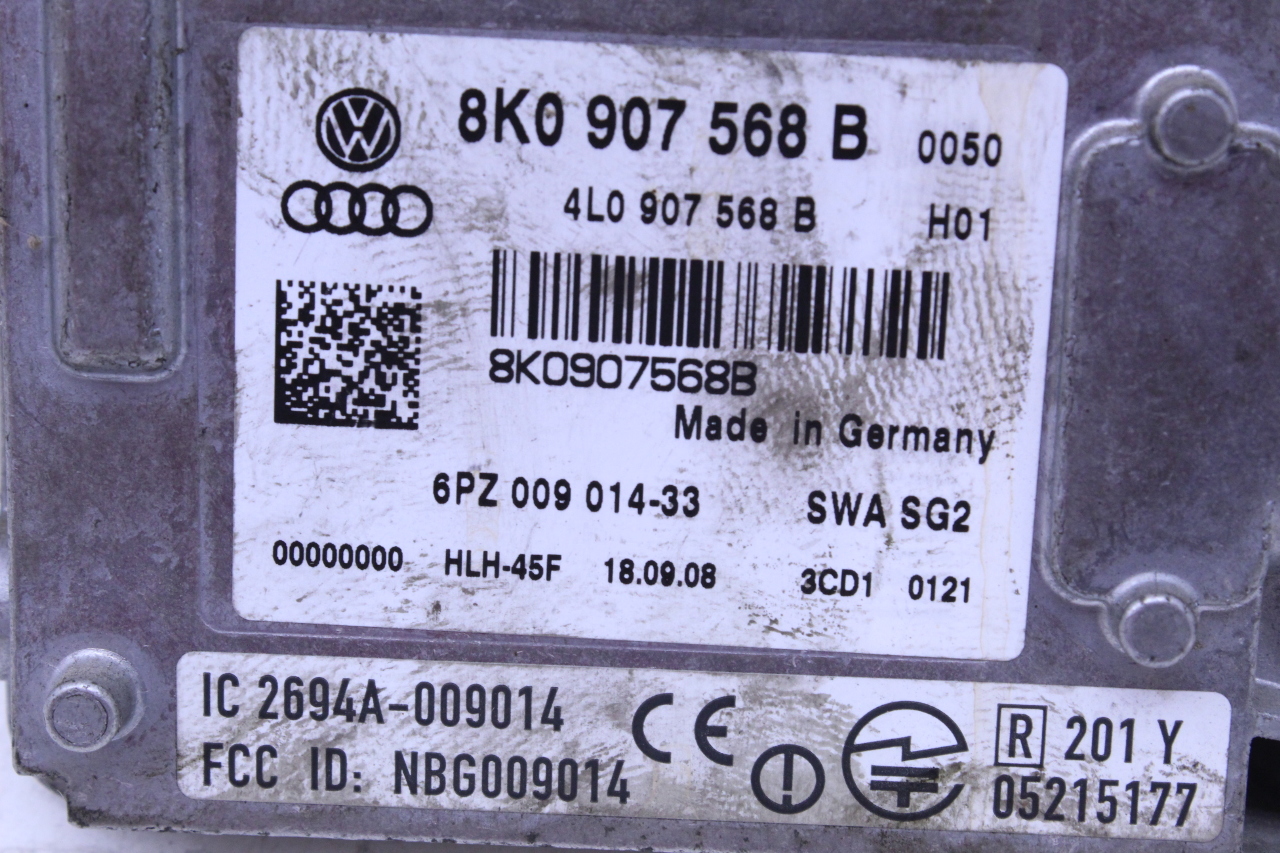 8K0 907 568 B 0050
4L0 907 568 B H01
8K0907568B
Made in Germany
6PZ 009 014-33 SWA SG2
00000000 HLH-45F 18.09.08 3CD1 0121
IC 2694A-009014
FCC ID: NBG009014
CE
R 201 Y
05215177